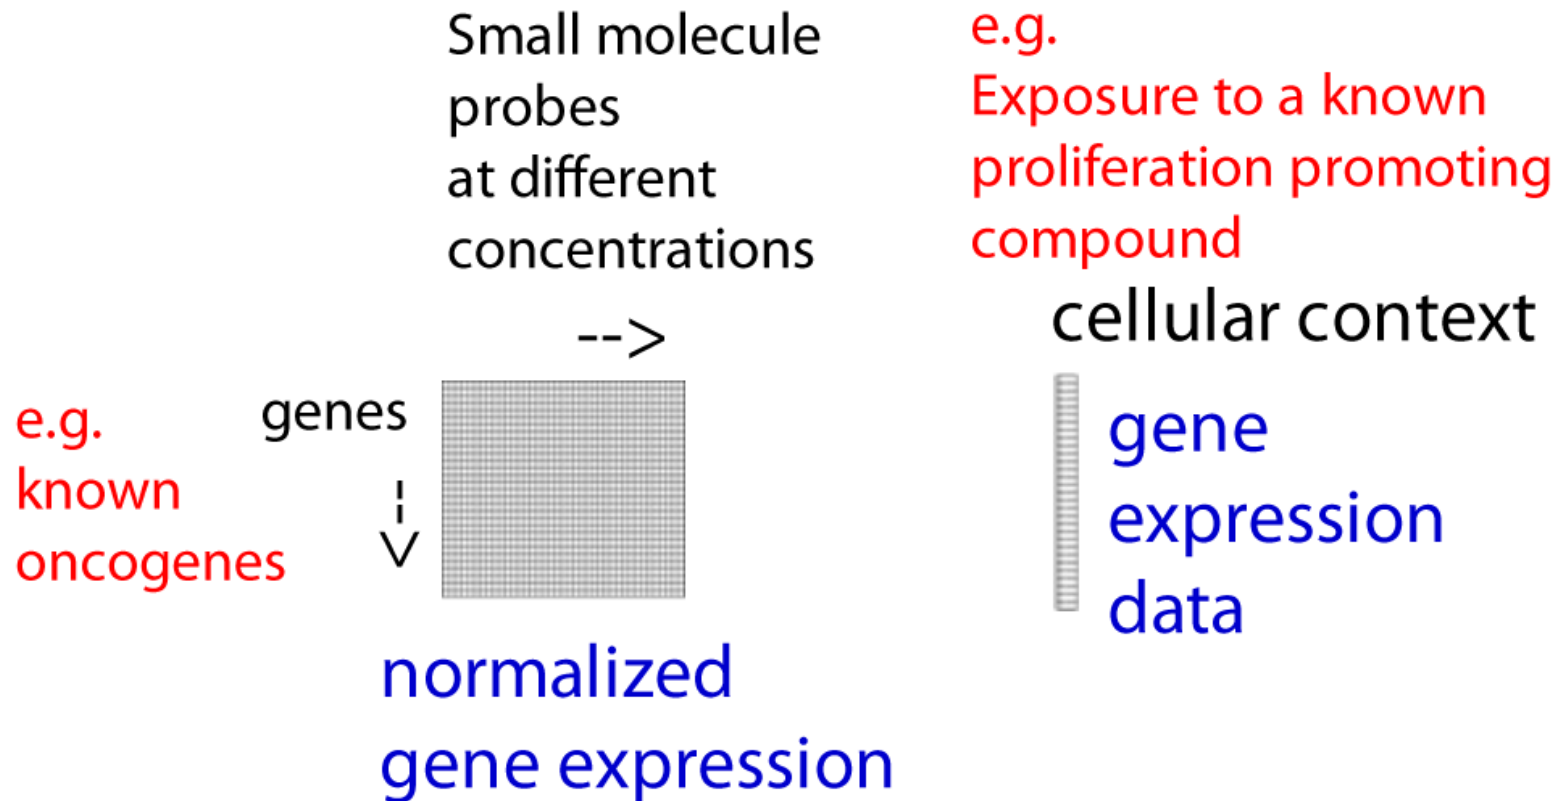 Small molecule
probes
at different
concentrations
-->
e.g.
Exposure to a known
proliferation promoting
compound
cellular context
e.g.
known
oncogenes
genes
-->
normalized
gene expression
gene
expression
data